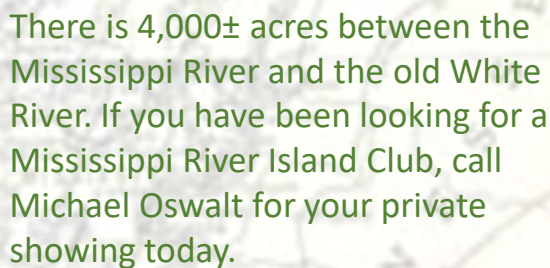 There is 4,000± acres between the
Mississippi River and the old White
River. If you have been looking for a
Mississippi River Island Club, call
Michael Oswalt for your private
showing today.